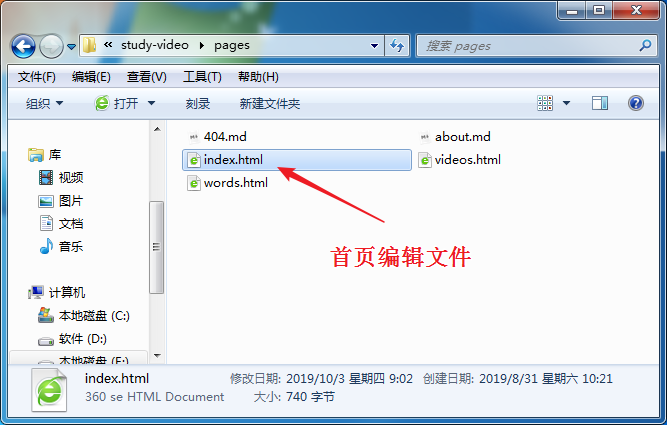 « study-video ▸ pages
搜索 pages
文件(F) 编辑(E) 查看(V) 工具(T) 帮助(H)
组织 打开 刻录 新建文件夹
库
视频
图片
文档
音乐
计算机
本地磁盘 (C:)
软件 (D:)
本地磁盘 (E:)
404.md
about.md
index.html
videos.html
words.html
首页编辑文件
index.html 修改日期: 2019/10/3 星期四 9:02 创建日期: 2019/8/31 星期六 10:21
360 se HTML Document 大小: 740 字节